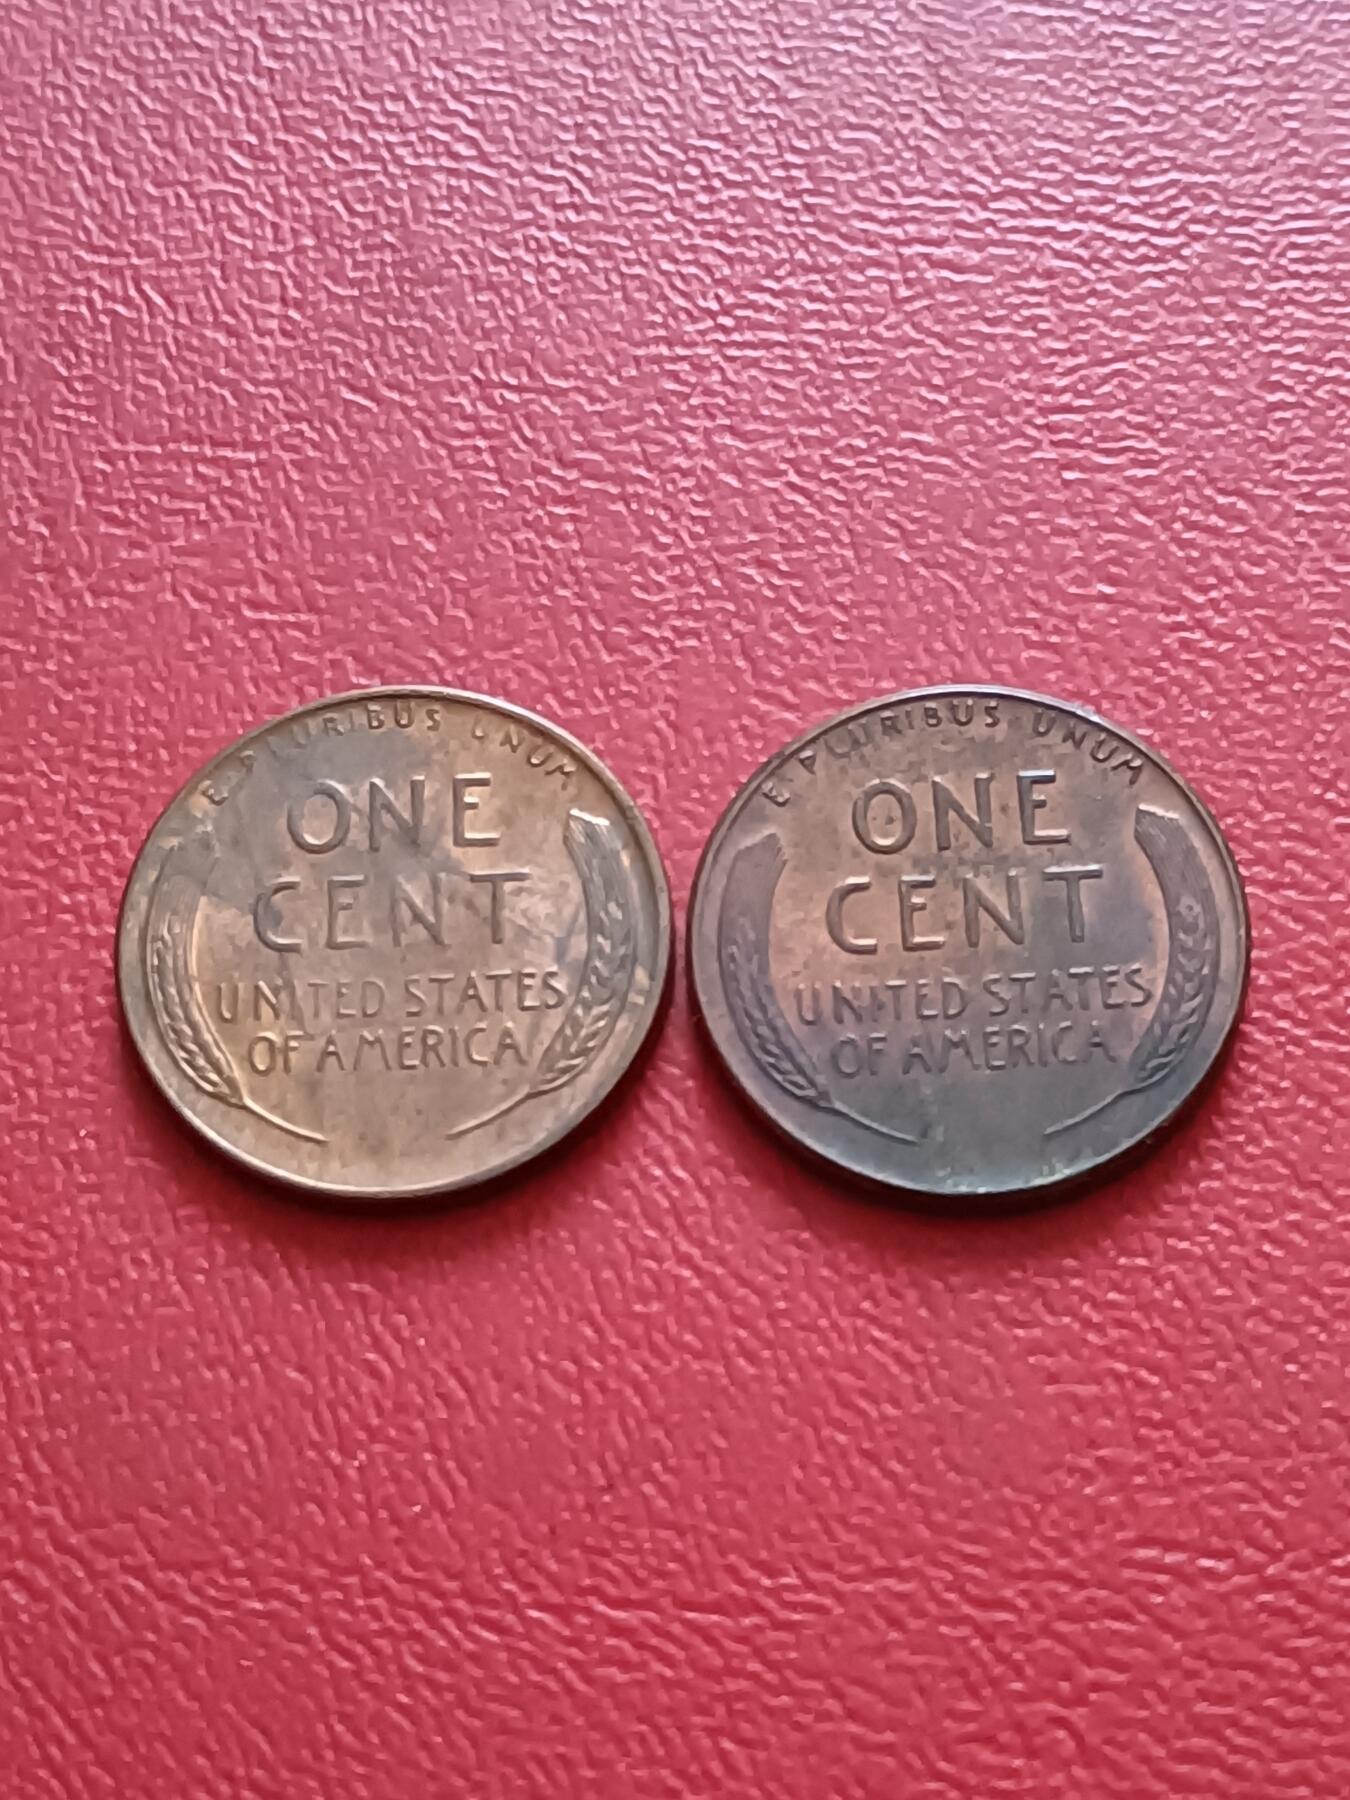 E PLURIBUS UNUM
ONE
CENT
UNITED STATES
OF AMERICA
E·PLURIBUS·UNUM
ONE
CENT
UNITED STATES
OF AMERICA